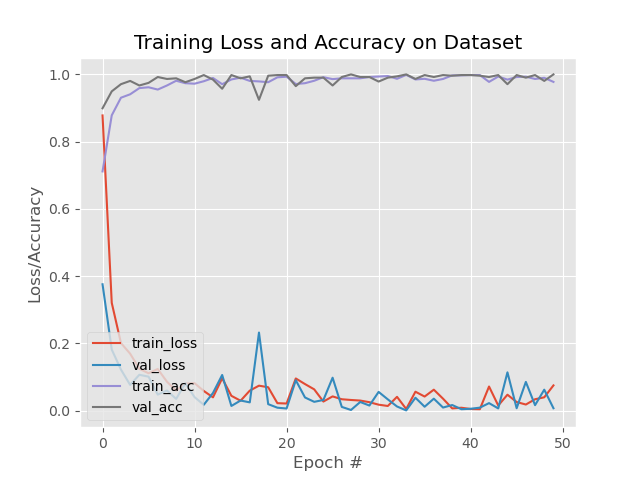 Training Loss and Accuracy on Dataset
Loss/Accuracy
1.0
0.8
0.6
0.4
0.2
0.0
train_loss
val_loss
train_acc
val_acc
0 10 20 30 40 50
Epoch #